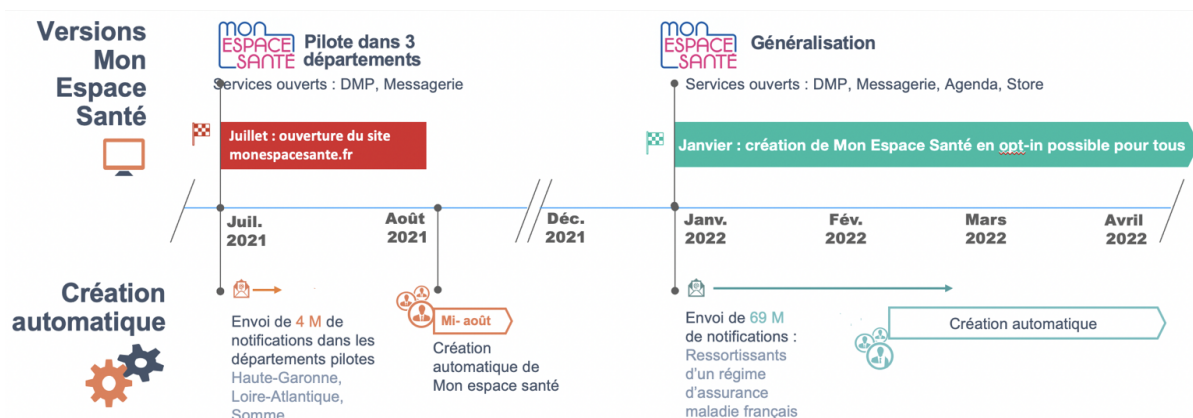 Versions
Mon
Espace
Santé
MON
ESPACE
SANTÉ
Pilote dans 3
départements
Services ouverts : DMP, Messagerie
Juillet : ouverture du site
monespacesante.fr
MON
ESPACE
SANTÉ
Généralisation
Services ouverts : DMP, Messagerie, Agenda, Store
Janvier : création de Mon Espace Santé en opt-in possible pour tous
Juil.
2021
Août
2021
Déc.
2021
Janv.
2022
Fév.
2022
Mars
2022
Avril
2022
Création
automatique
Envoi de 4 M de
notifications dans les
départements pilotes
Haute-Garonne,
Loire-Atlantique,
Somme
Mi- août
Création
automatique de
Mon espace santé
Envoi de 69 M
de notifications :
Ressortissants
d'un régime
d'assurance
maladie français
Création automatique